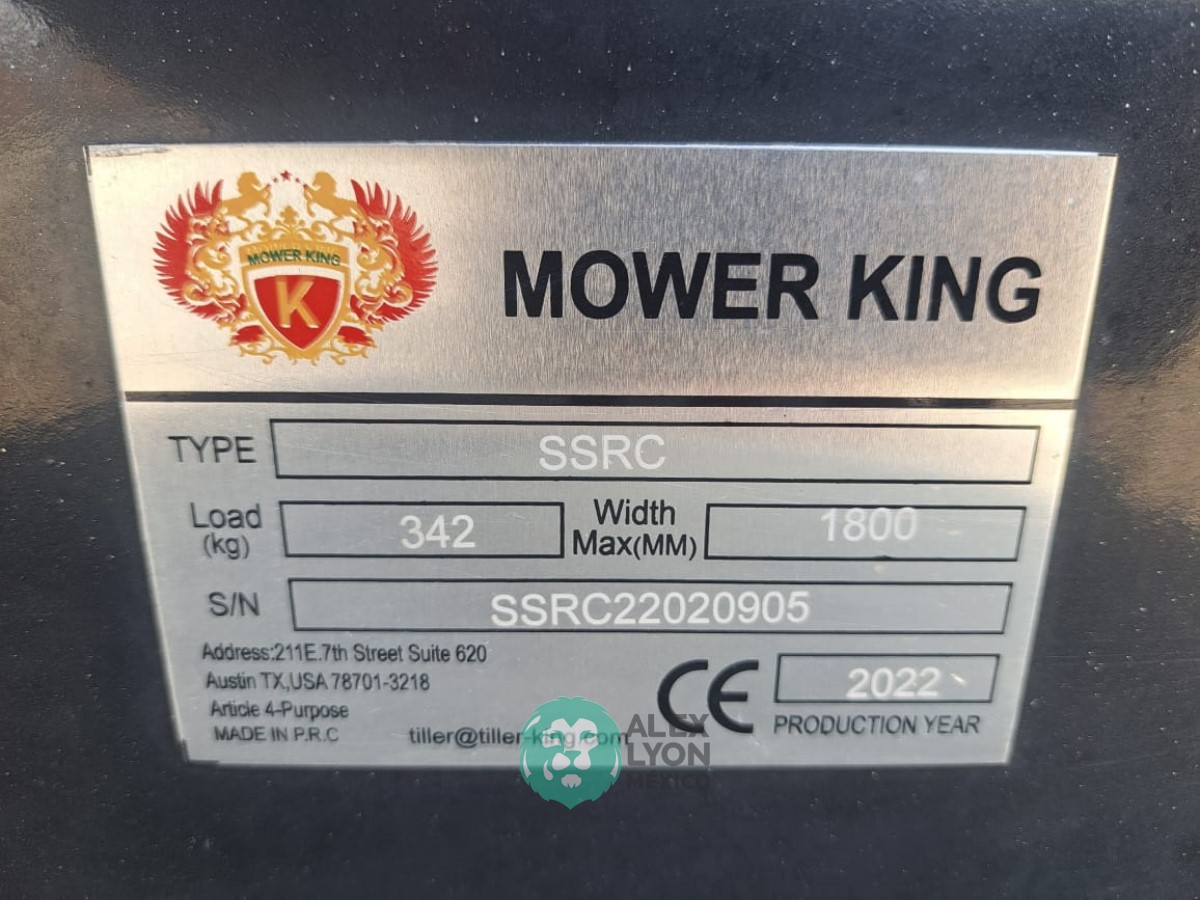 MOWER KING
K
MOWER KING
TYPE SSRC
Load (kg) 342 Width Max(MM) 1800
S/N SSRC22020905
Address:211E.7th Street Suite 620
Austin TX,USA 78701-3218
Article 4-Purpose
MADE IN P.R.C tiller@tiller-king.com
CE 2022
PRODUCTION YEAR
ALEX
LYON
MEXICO